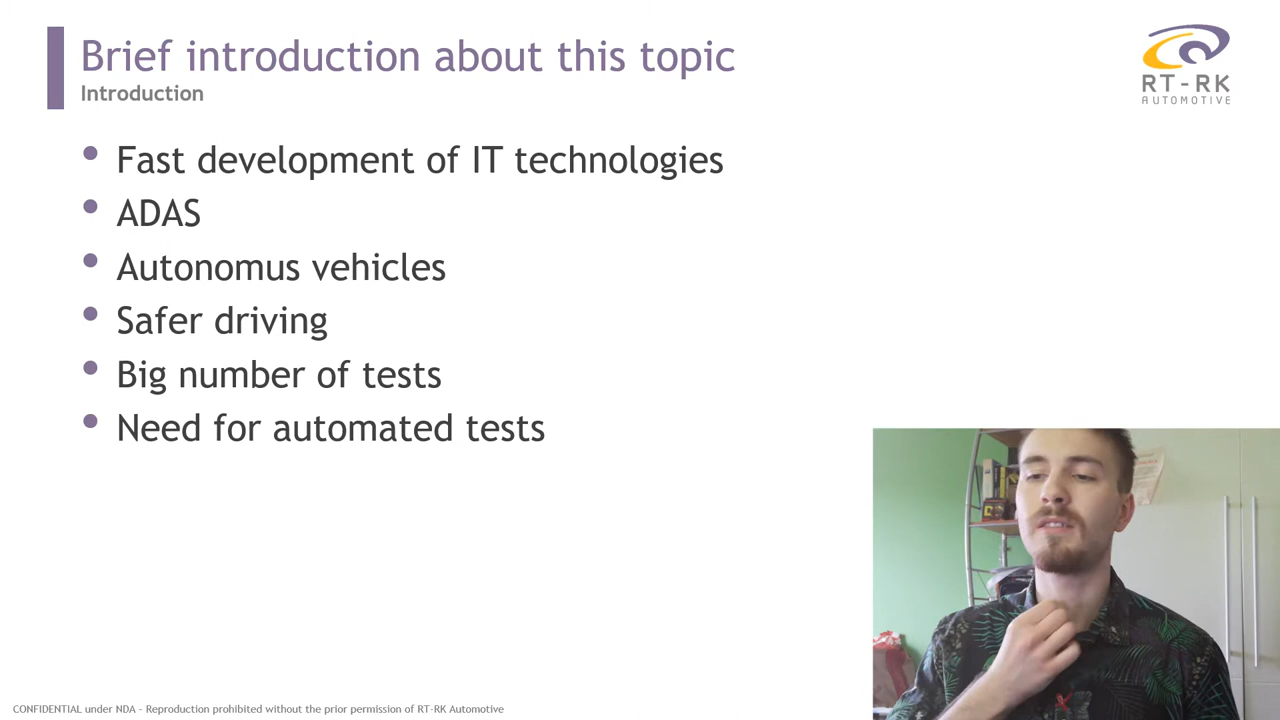 Brief introduction about this topic
Introduction
RT-RK
AUTOMOTIVE
• Fast development of IT technologies
• ADAS
• Autonomus vehicles
• Safer driving
• Big number of tests
• Need for automated tests
CONFIDENTIAL under NDA – Reproduction prohibited without the prior permission of RT-RK Automotive